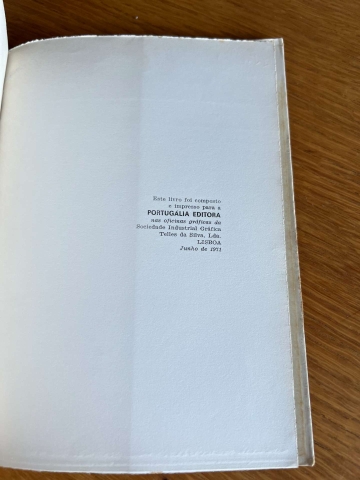 Este livro foi composto
e impresso para a
PORTUGALIA EDITORA
nas oficinas gráficas da
Sociedade Industrial Gráfica
Telles da Silva, Lda.
LISBOA
Junho de 1971